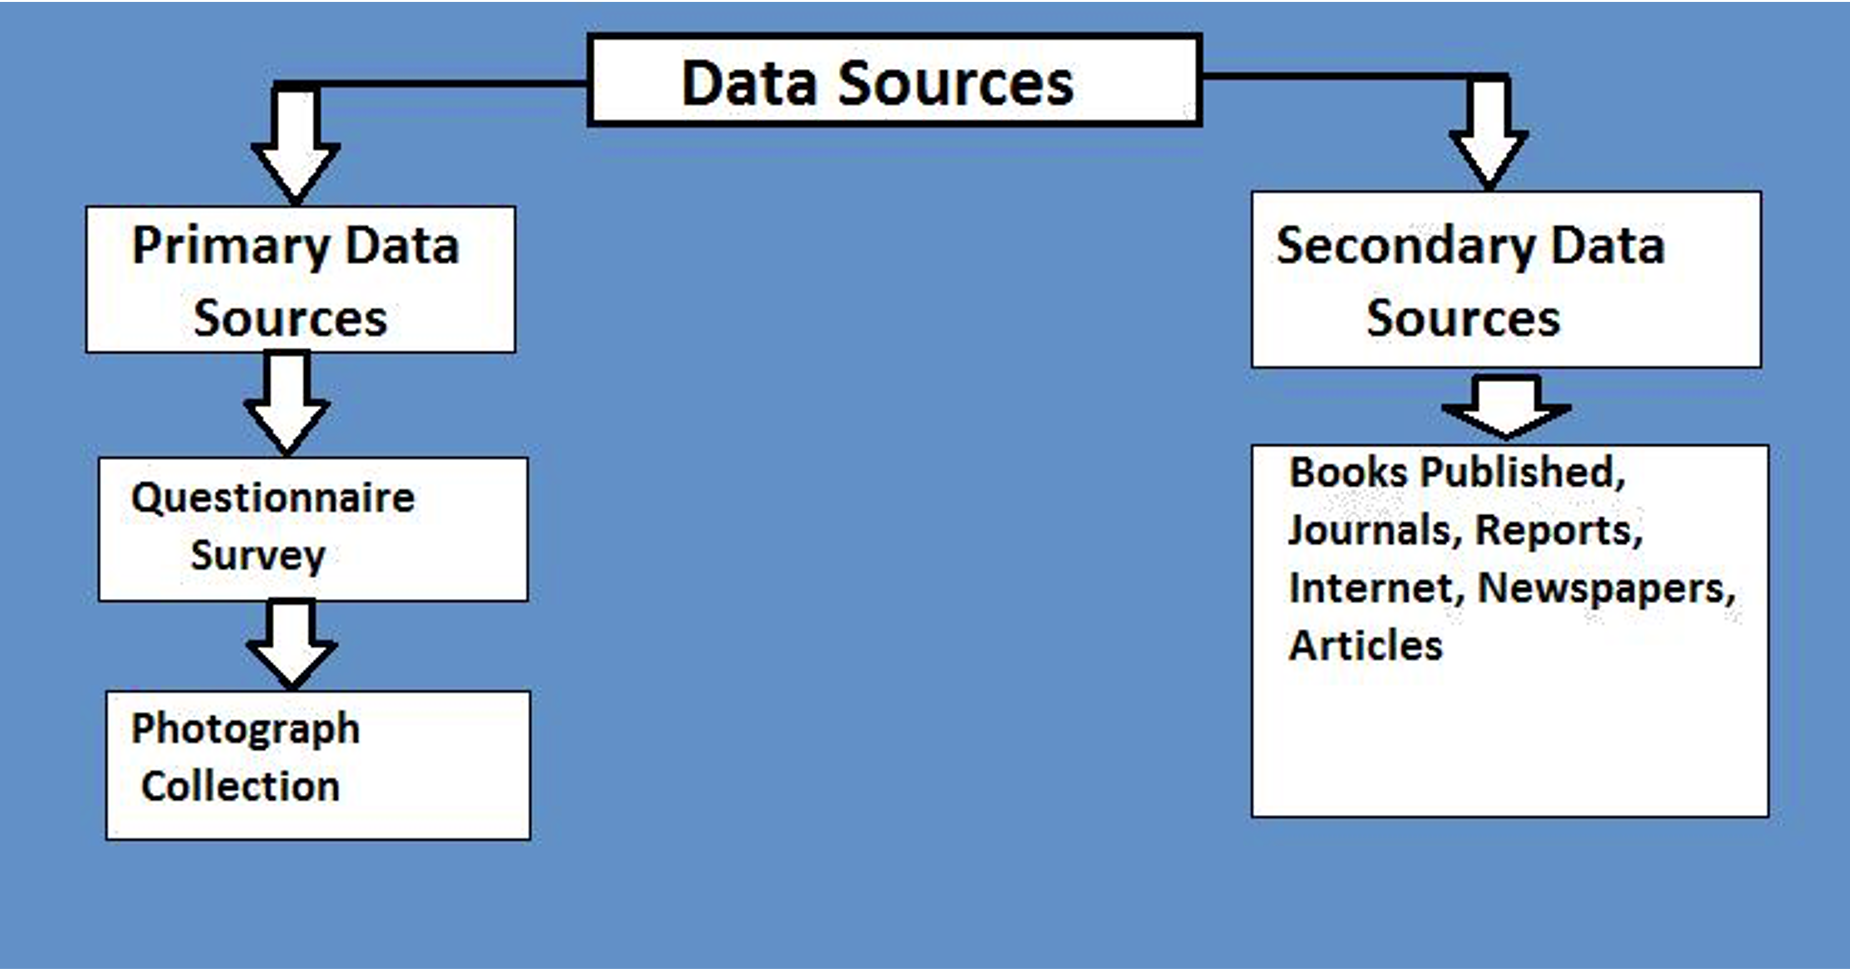 Data Sources
Primary Data
Sources
Questionnaire
Survey
Photograph
Collection
Secondary Data
Sources
Books Published,
Journals, Reports,
Internet, Newspapers,
Articles